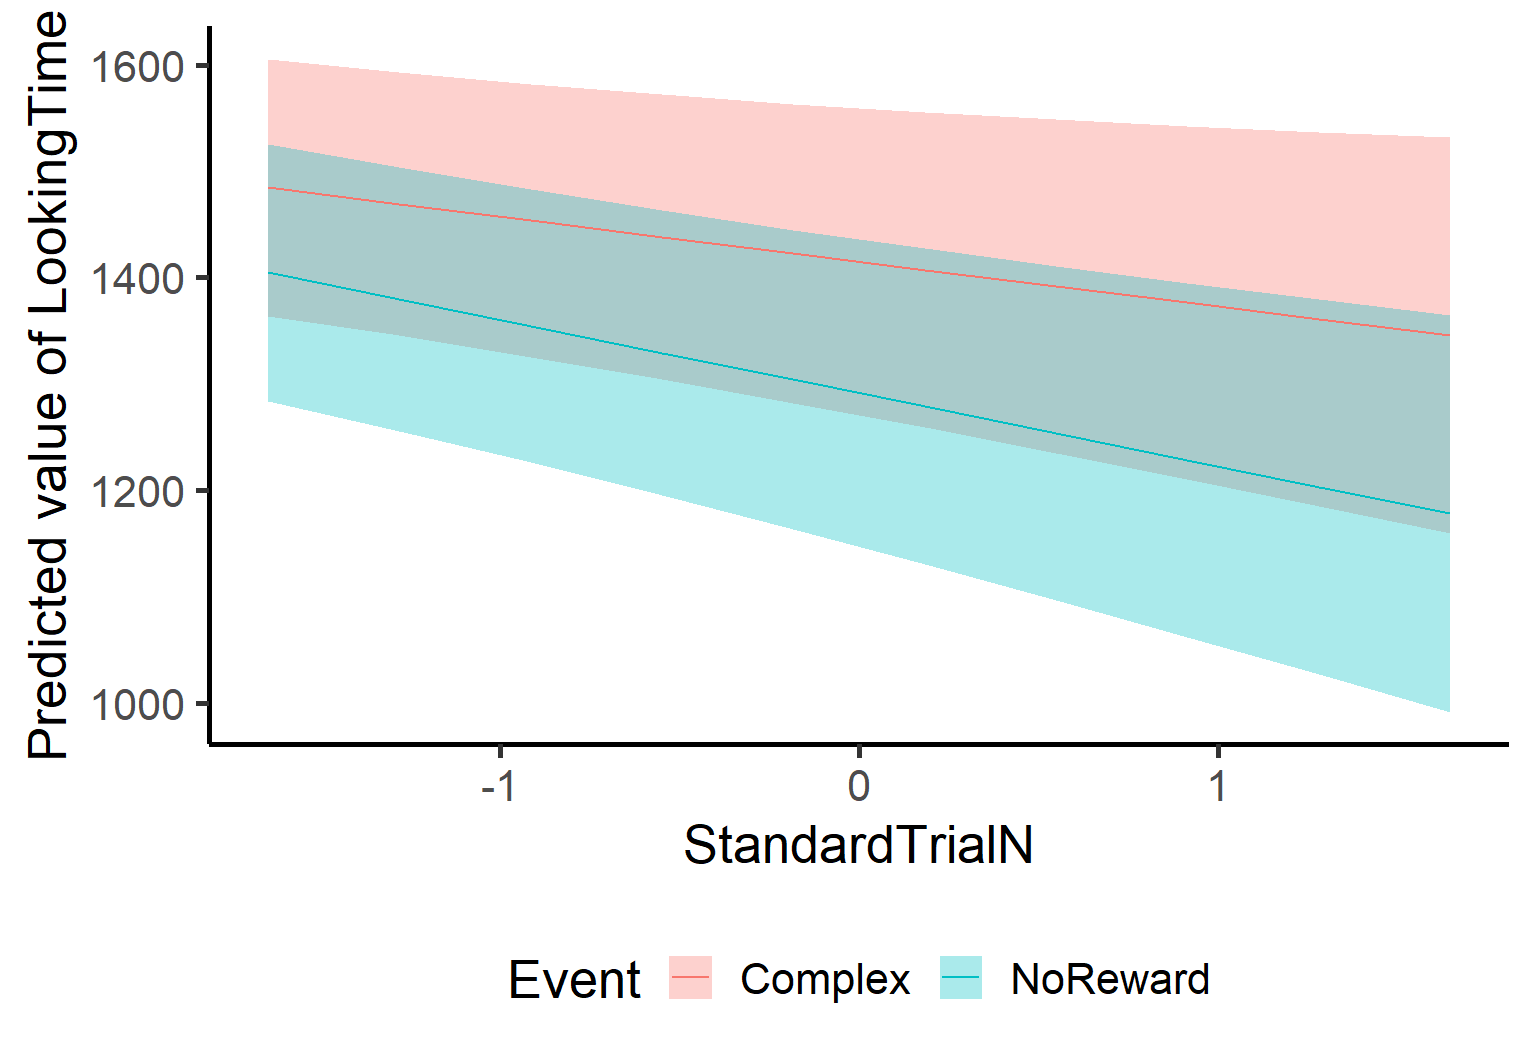 Predicted value of LookingTime
1600
1400
1200
1000
-1 0 1
StandardTrialN
Event Complex NoReward